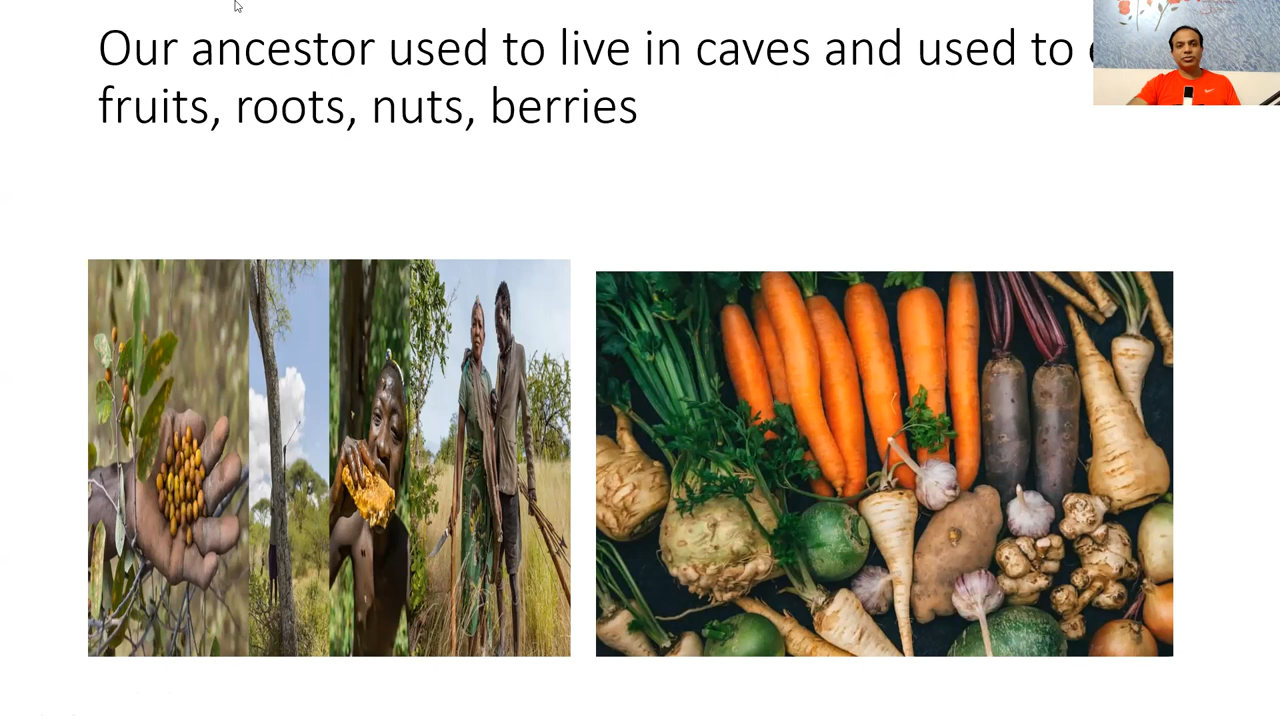 Our ancestor used to live in caves and used to
fruits, roots, nuts, berries